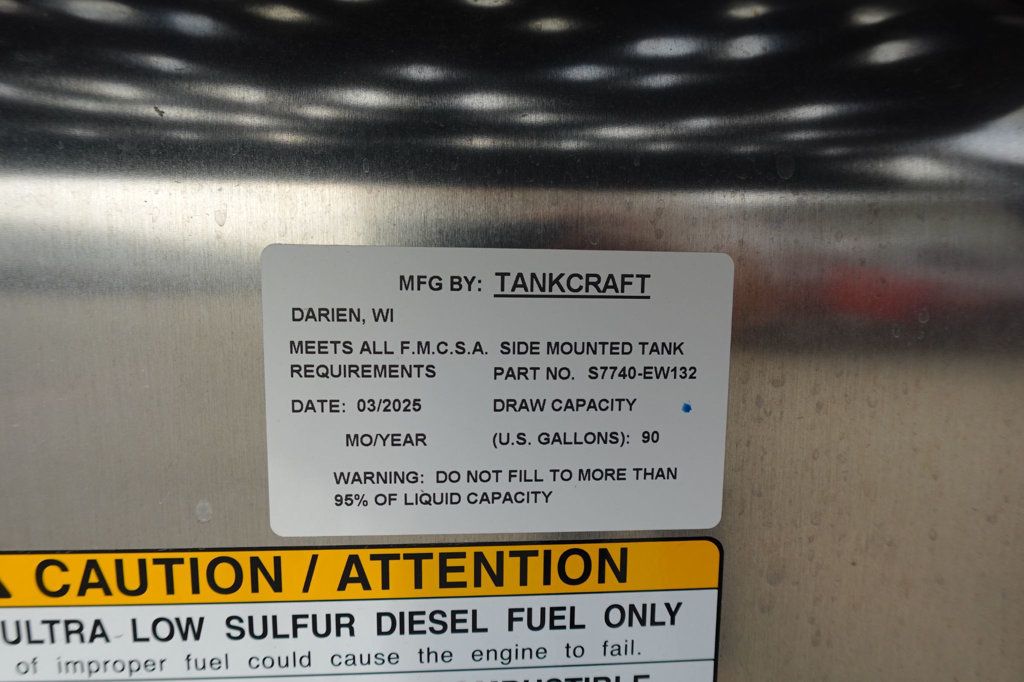 MFG BY: TANKCRAFT
DARIEN, WI
MEETS ALL F.M.C.S.A. SIDE MOUNTED TANK
REQUIREMENTS PART NO. S7740-EW132
DATE: 03/2025 DRAW CAPACITY
MO/YEAR (U.S. GALLONS): 90
WARNING: DO NOT FILL TO MORE THAN
95% OF LIQUID CAPACITY
CAUTION / ATTENTION
ULTRA-LOW SULFUR DIESEL FUEL ONLY
of improper fuel could cause the engine to fail.